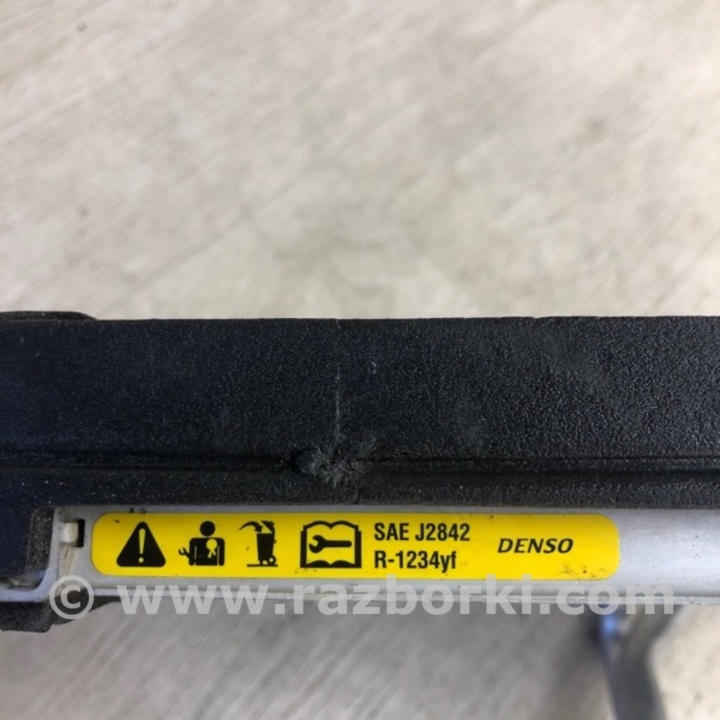 SAE J2842
R-1234yf
DENSO
© www.razborki.com